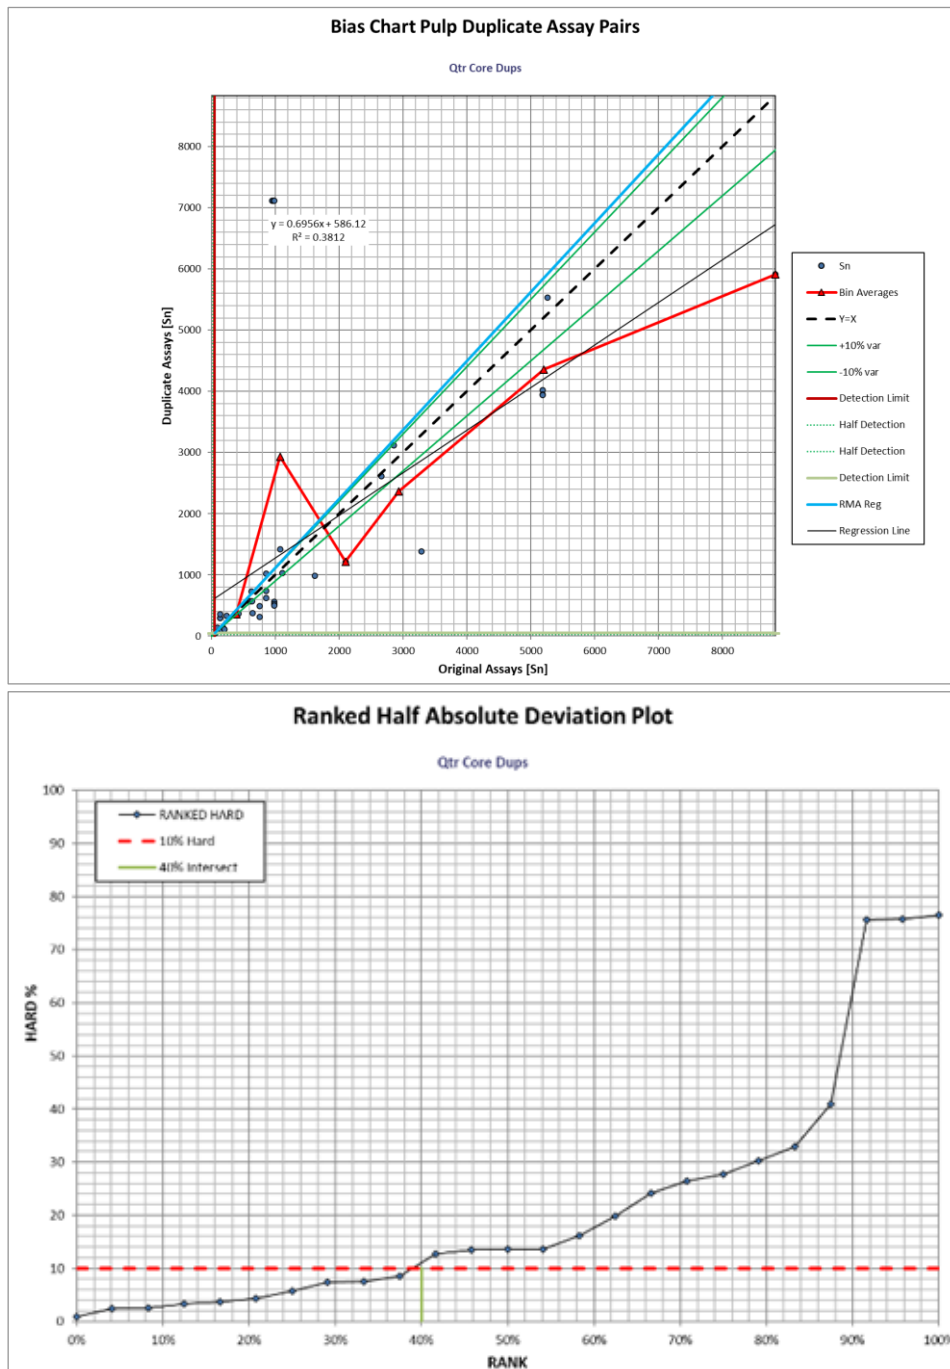 Bias Chart Pulp Duplicate Assay Pairs
Qtr Core Dups
8000
7000
6000
5000
4000
3000
2000
1000
0
Duplicate Assays [Sn]
y = 0.6956x + 586.12
R² = 0.3812
0 1000 2000 3000 4000 5000 6000 7000 8000
Original Assays [Sn]
Sn
Bin Averages
Y=X
+10% var
-10% var
Detection Limit
Half Detection
Half Detection
Detection Limit
RMA Reg
Regression Line
Ranked Half Absolute Deviation Plot
Qtr Core Dups
100
90
80
70
60
50
40
30
20
10
0
HARD %
RANKED HARD
10% Hard
40% Intersect
0% 10% 20% 30% 40% 50% 60% 70% 80% 90% 100%
RANK